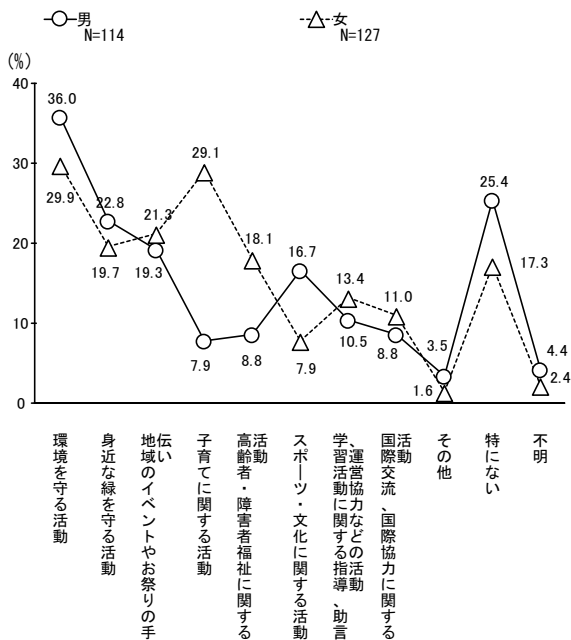 男
N=114
女
N=127
(%)
40
30
20
10
0
36.0
29.9
22.8
19.7
21.3
19.3
29.1
7.9
18.1
8.8
16.7
7.9
13.4
10.5
11.0
8.8
3.5
1.6
25.4
17.3
4.4
2.4
環境を守る活動
身近な緑を守る活動
地域のイベントやお祭りの手
伝い
子育てに関する活動
高齢者・障害者福祉に関する
活動
スポーツ・文化に関する活動
学習活動に関する指導、助言
、運営協力などの活動
国際交流、国際協力に関する
活動
その他
特にない
不明